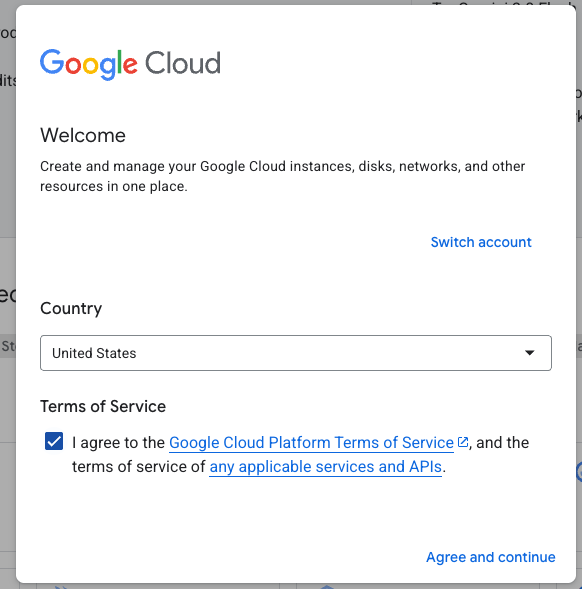 Google Cloud
Welcome
Create and manage your Google Cloud instances, disks, networks, and other
resources in one place.
Switch account
Country
United States
Terms of Service
I agree to the Google Cloud Platform Terms of Service, and the
terms of service of any applicable services and APIs.
Agree and continue